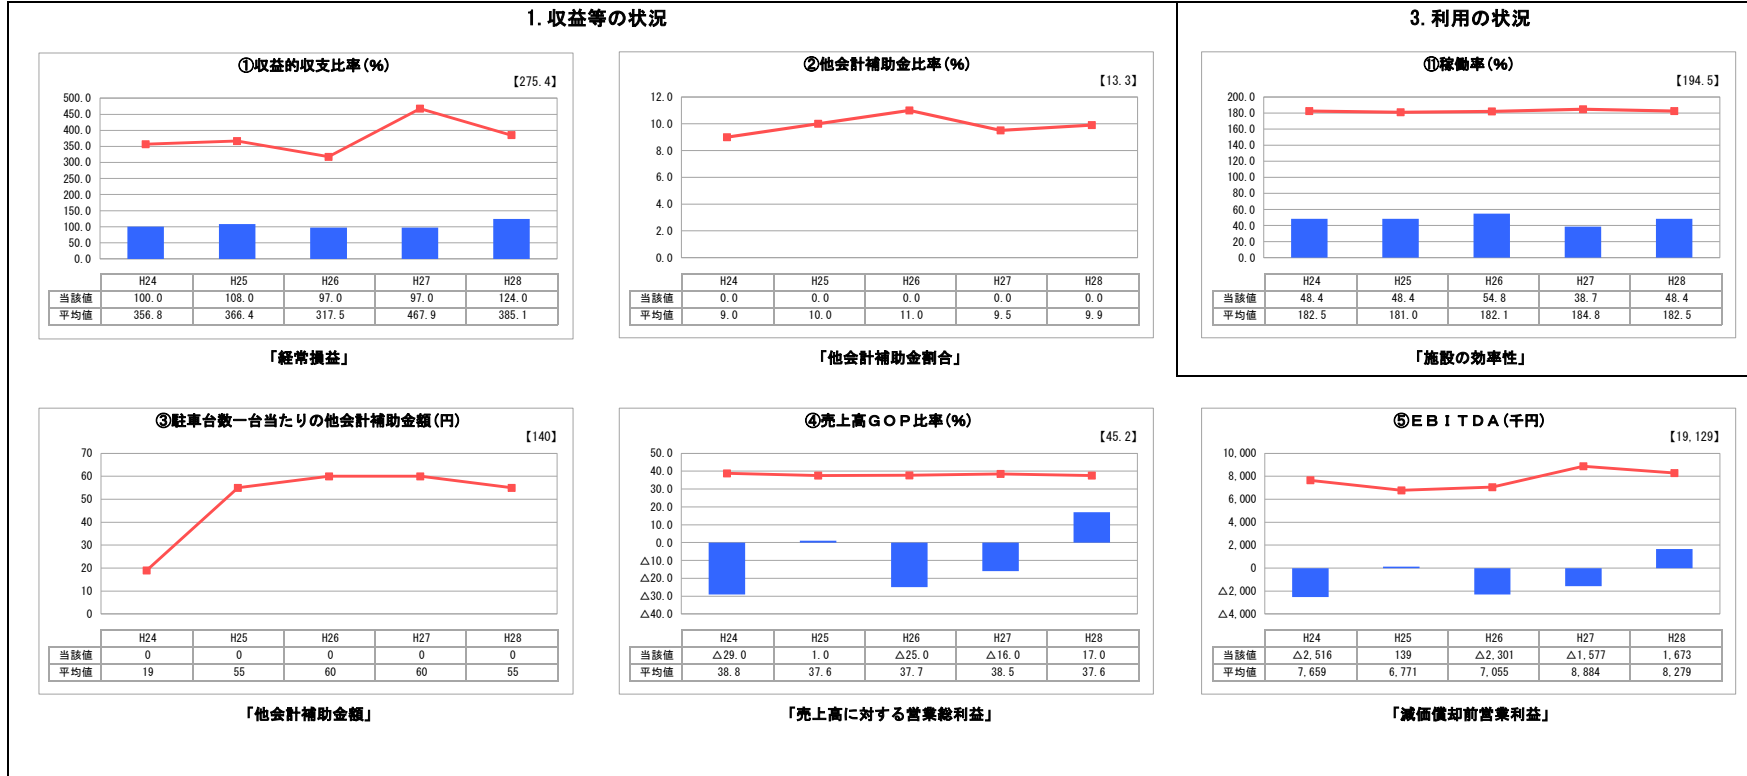 1. 収益等の状況
①収益的収支比率(%)
【275.4】
500.0
450.0
400.0
350.0
300.0
250.0
200.0
150.0
100.0
50.0
0.0
H24 H25 H26 H27 H28
当該値 100.0 108.0 97.0 97.0 124.0
平均値 356.8 366.4 317.5 467.9 385.1
「経常損益」
②他会計補助金比率(%)
【13.3】
12.0
10.0
8.0
6.0
4.0
2.0
0.0
H24 H25 H26 H27 H28
当該値 0.0 0.0 0.0 0.0 0.0
平均値 9.0 10.0 11.0 9.5 9.9
「他会計補助金割合」
3. 利用の状況
⑪稼働率(%)
【194.5】
200.0
180.0
160.0
140.0
120.0
100.0
80.0
60.0
40.0
20.0
0.0
H24 H25 H26 H27 H28
当該値 48.4 48.4 54.8 38.7 48.4
平均値 182.5 181.0 182.1 184.8 182.5
「施設の効率性」
③駐車台数一台当たりの他会計補助金額(円)
【140】
70
60
50
40
30
20
10
0
H24 H25 H26 H27 H28
当該値 0 0 0 0 0
平均値 19 55 60 60 55
「他会計補助金額」
④売上高GOP比率(%)
【45.2】
50.0
40.0
30.0
20.0
10.0
0.0
△10.0
△20.0
△30.0
△40.0
H24 H25 H26 H27 H28
当該値 △29.0 1.0 △25.0 △16.0 17.0
平均値 38.8 37.6 37.7 38.5 37.6
「売上高に対する営業総利益」
⑤EBITDA(千円)
【19,129】
10,000
8,000
6,000
4,000
2,000
0
△2,000
△4,000
H24 H25 H26 H27 H28
当該値 △2,516 139 △2,301 △1,577 1,673
平均値 7,659 6,771 7,055 8,884 8,279
「減価償却前営業利益」